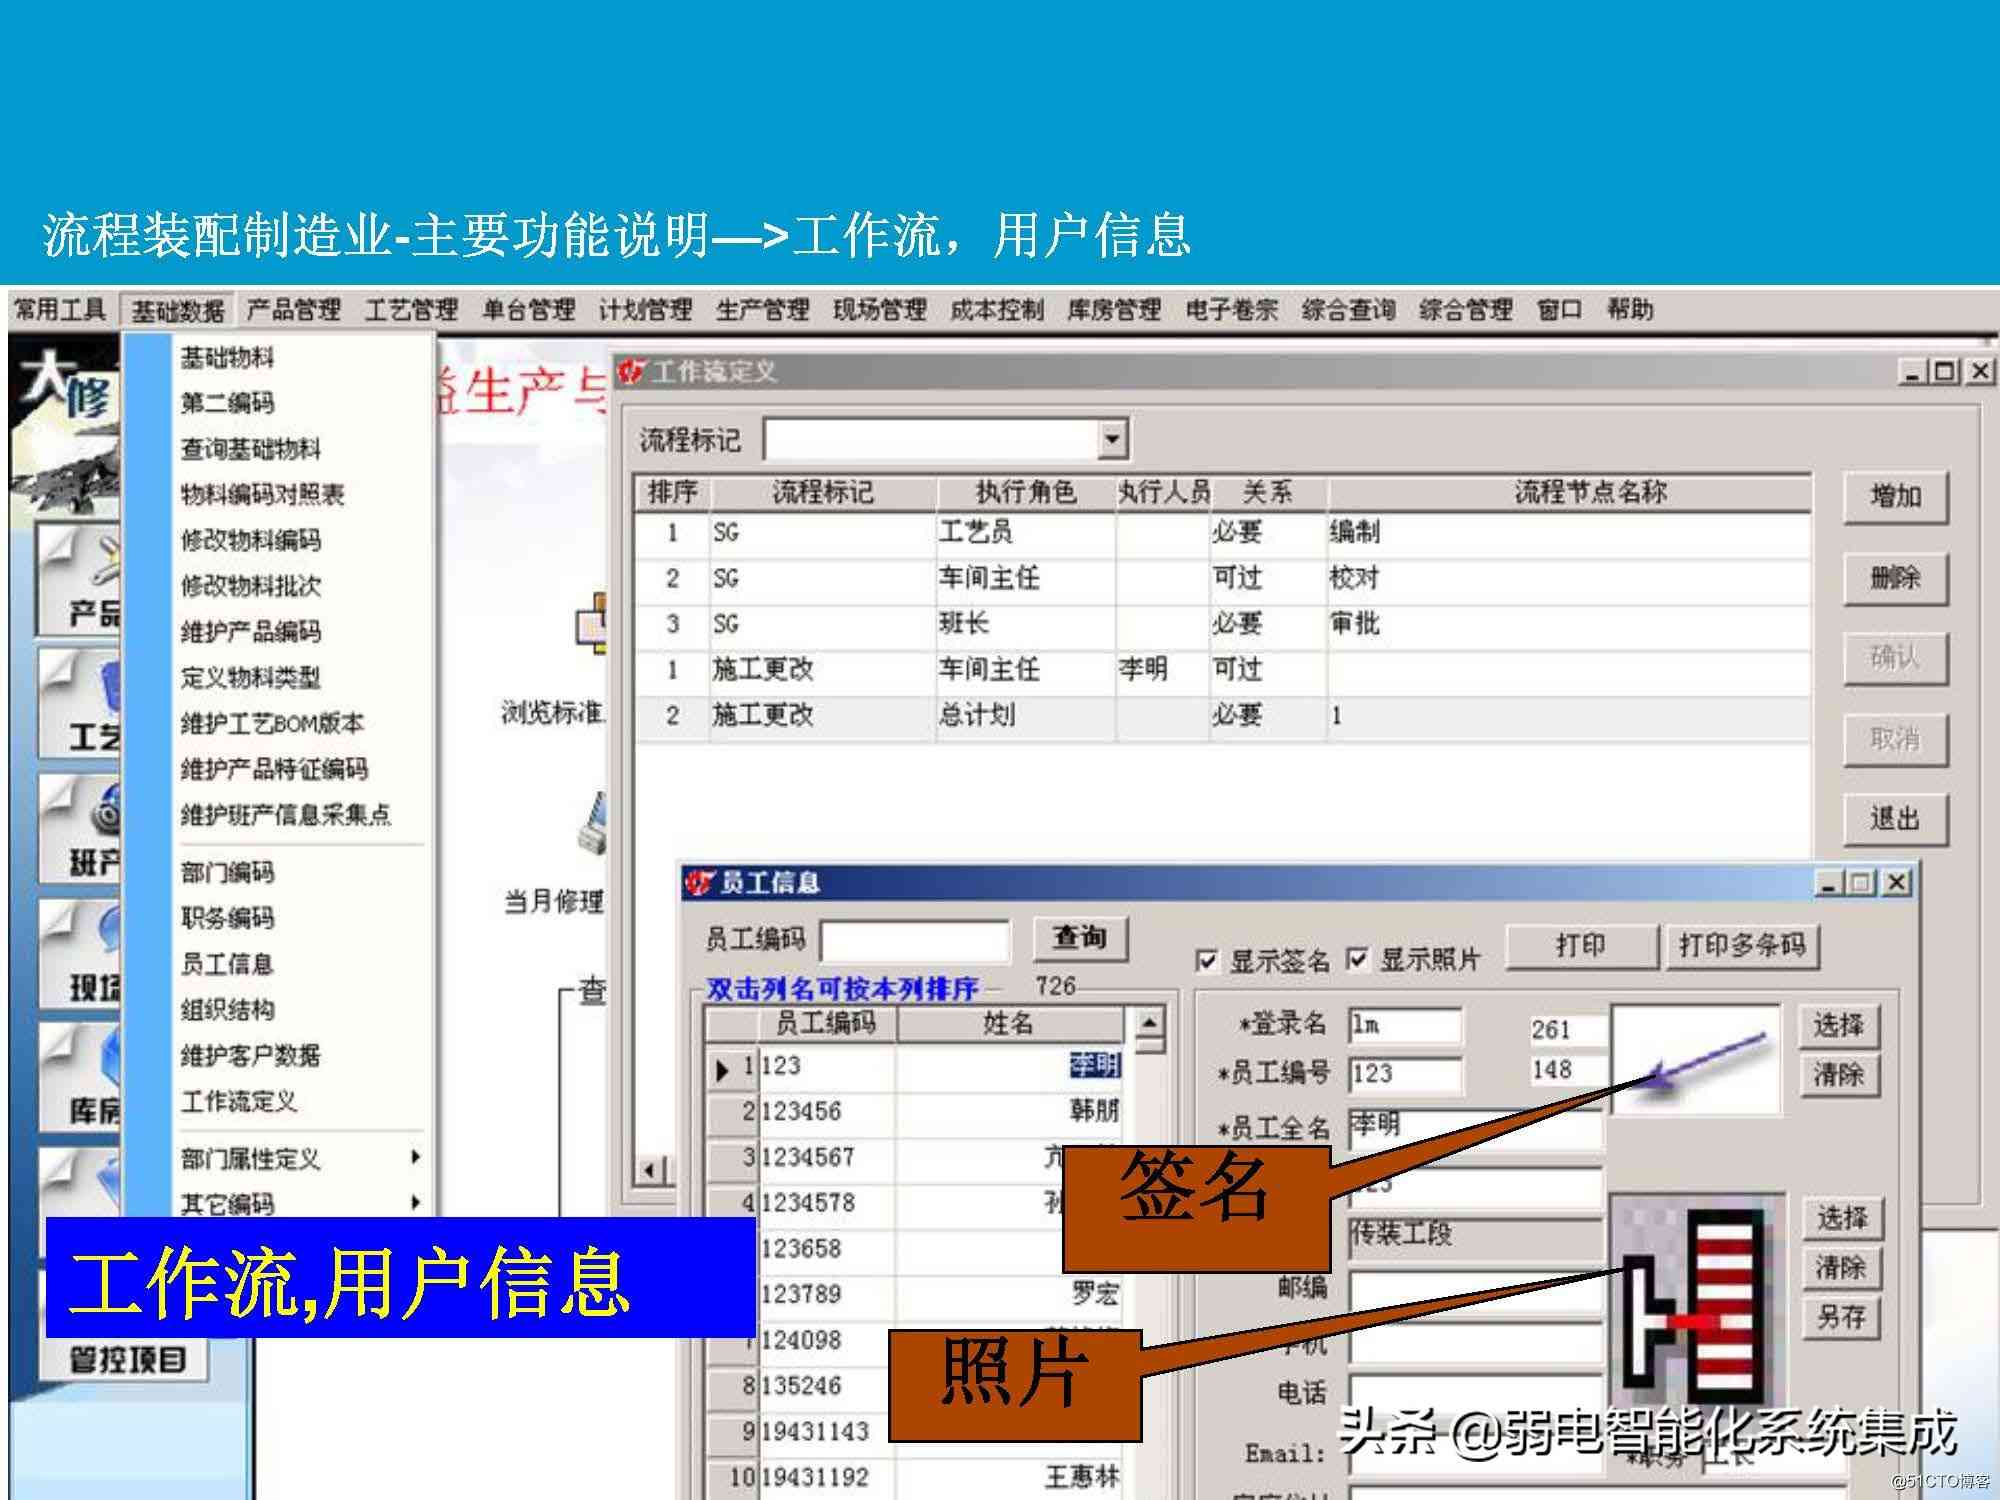 流程装配制造业-主要功能说明—>工作流，用户信息
常用工具 基础数据 产品管理 工艺管理 单台管理 计划管理 生产管理 现场管理 成本控制 库房管理 电子卷宗 综合查询 综合管理 窗口 帮助
大修
基础物料
第二编码
查询基础物料
物料编码对照表
修改物料编码
修改物料批次
维护产品编码
定义物料类型
维护工艺BOM版本
维护产品特征编码
维护班产信息采集点
部门编码
职务编码
员工信息
组织结构
维护客户数据
工作流定义
部门属性定义
其它编码
产品
工艺
班产
现场
库房
管控项目
益生产与
浏览标准
当月修理
查
工作流定义
流程标记
排序 流程标记 执行角色 执行人员 关系 流程节点名称
1 SG 工艺员 必要 编制
2 SG 车间主任 可过 校对
3 SG 班长 必要 审批
1 施工更改 车间主任 李明 可过
2 施工更改 总计划 必要 1
增加
删除
确认
取消
退出
员工信息
员工编码 查询
显示签名 显示照片 打印 打印多条码
双击列名可按本列排序 726
员工编码 姓名
1 123 李明
2 123456 韩朋
3 1234567
4 1234578
123658
123789 罗宏
124098
8 135246
9 19431143
10 19431192 王惠林
*登录名 lm 261
*员工编号 123 148
*员工全名 李明
传装工段
邮编
手机
电话
Email:
*职务 工长
选择
清除
选择
清除
另存
签名
照片
工作流,用户信息
头条 @弱电智能化系统集成
@51CTO博客